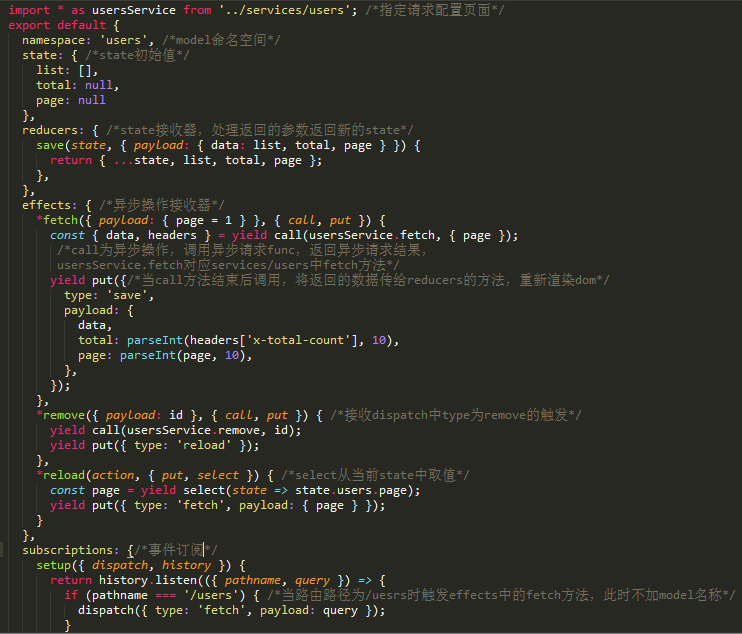 import * as usersService from '../services/users'; /*指定请求配置页面*/
export default {
  namespace: 'users', /*model命名空间*/
  state: { /*state初始值*/
    list: [],
    total: null,
    page: null
  },
  reducers: { /*state接收器，处理返回的参数返回新的state*/
    save(state, { payload: { data: list, total, page } }) {
      return { ...state, list, total, page };
    },
  },
  effects: { /*异步操作接收器*/
    *fetch({ payload: { page = 1 } }, { call, put }) {
      const { data, headers } = yield call(usersService.fetch, { page });
       /*call为异步操作，调用异步请求func，返回异步请求结果，
       usersService.fetch对应services/users中fetch方法*/
      yield put({/*当call方法结束后调用，将返回的数据传给reducers的方法，重新渲染dom*/
        type: 'save',
        payload: {
          data,
          total: parseInt(headers['x-total-count'], 10),
          page: parseInt(page, 10),
        },
      });
    },
    *remove({ payload: id }, { call, put }) { /*接收dispatch中type为remove的触发*/
      yield call(usersService.remove, id);
      yield put({ type: 'reload' });
    },
    *reload(action, { put, select }) { /*select从当前state中取值*/
      const page = yield select(state => state.users.page);
      yield put({ type: 'fetch', payload: { page } });
    }
  },
  subscriptions: {/*事件订阅*/
    setup({ dispatch, history }) {
      return history.listen(({ pathname, query }) => {
        if (pathname === '/users') { /*当路由路径为/uesrs时触发effects中的fetch方法，此时不加model名称*/
          dispatch({ type: 'fetch', payload: query });
        }